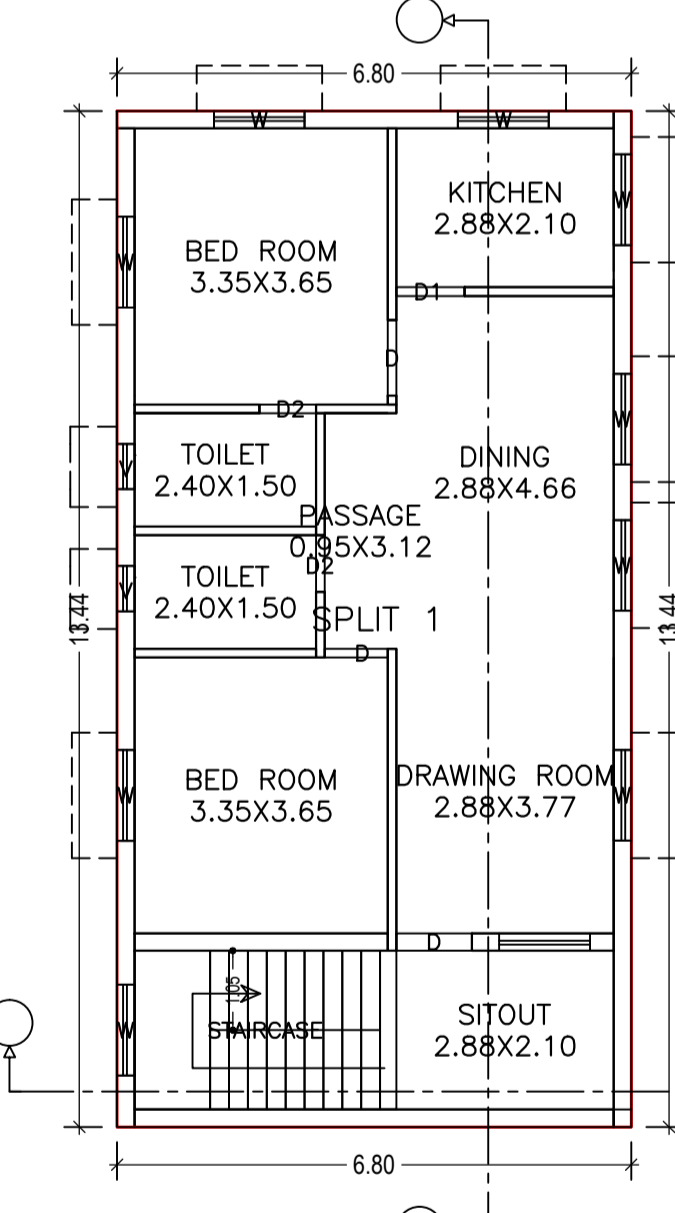 6.80
W
W
KITCHEN
2.88X2.10
W
BED ROOM
3.35X3.65
W
D1
D
D2
W
TOILET
2.40X1.50
V
DINING
2.88X4.66
PASSAGE
0.95X3.12
D2
W
TOILET
2.40X1.50
V
SPLIT 1
13.44
13.44
D
BED ROOM
3.35X3.65
W
DRAWING ROOM
2.88X3.77
W
D
1.05
STAIRCASE
W
SITOUT
2.88X2.10
6.80